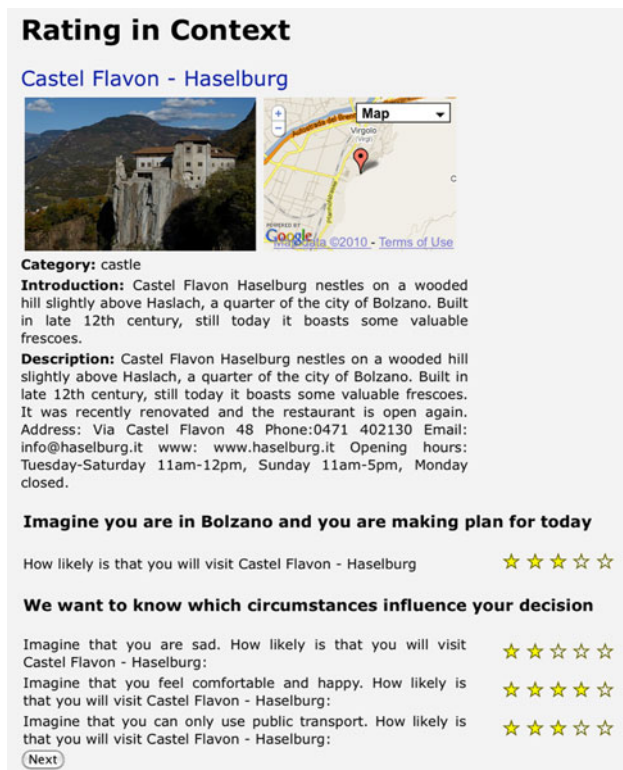 Rating in Context
Castel Flavon - Haselburg
+
-
Map
Autostrada del Bren
Virgolo
(Virgl)
C
POWERED BY
Google
Map data ©2010 - Terms of Use
Category: castle
Introduction: Castel Flavon Haselburg nestles on a wooded
hill slightly above Haslach, a quarter of the city of Bolzano. Built
in late 12th century, still today it boasts some valuable
frescoes.
Description: Castel Flavon Haselburg nestles on a wooded hill
slightly above Haslach, a quarter of the city of Bolzano. Built in
late 12th century, still today it boasts some valuable frescoes.
It was recently renovated and the restaurant is open again.
Address: Via Castel Flavon 48 Phone:0471 402130 Email:
info@haselburg.it www: www.haselburg.it Opening hours:
Tuesday-Saturday 11am-12pm, Sunday 11am-5pm, Monday
closed.
Imagine you are in Bolzano and you are making plan for today
How likely is that you will visit Castel Flavon - Haselburg
We want to know which circumstances influence your decision
Imagine that you are sad. How likely is that you will visit
Castel Flavon - Haselburg:
Imagine that you feel comfortable and happy. How likely is
that you will visit Castel Flavon - Haselburg:
Imagine that you can only use public transport. How likely is
that you will visit Castel Flavon - Haselburg:
Next